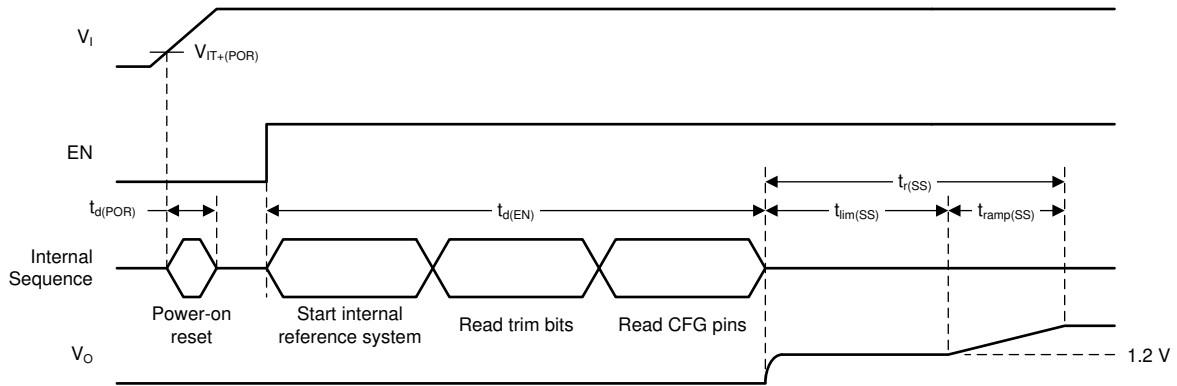 V_I
V_IT+(POR)
EN
t_r(SS)
t_d(POR)
t_d(EN)
t_lim(SS)
t_ramp(SS)
Internal
Sequence
Power-on
reset
Start internal
reference system
Read trim bits
Read CFG pins
V_O
1.2 V